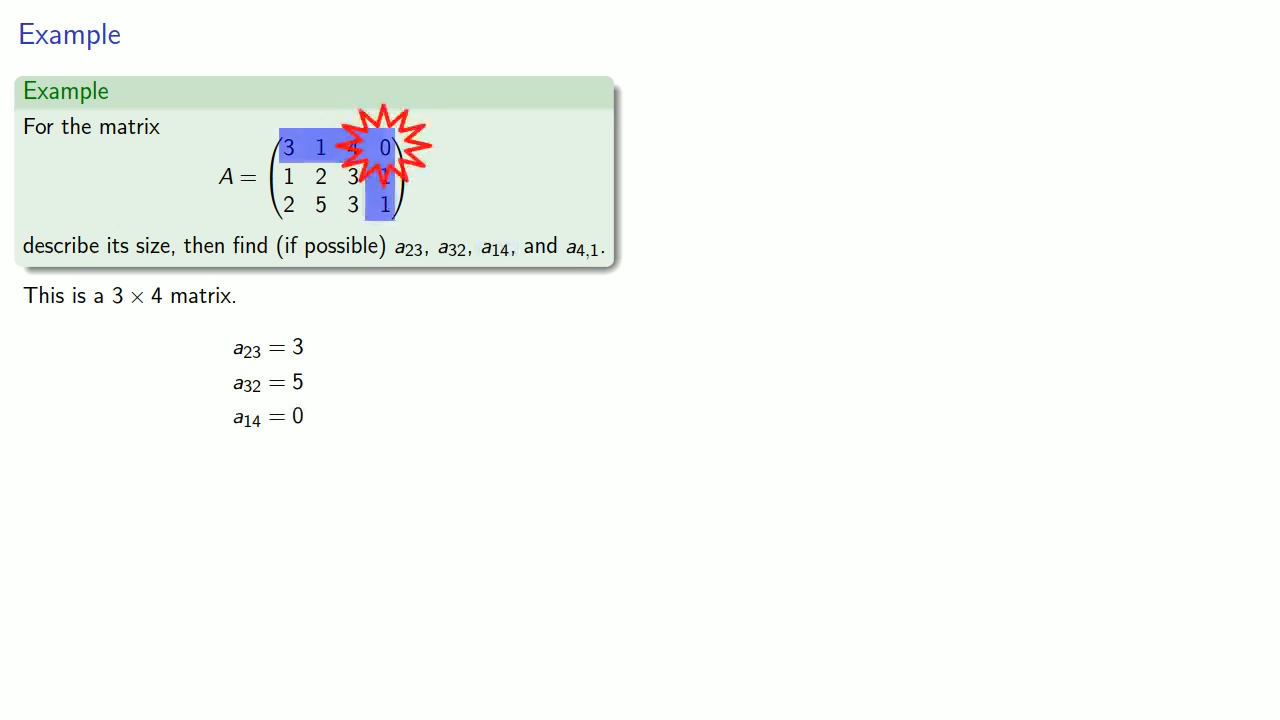 Example
Example
For the matrix
A = (3 1 4 0
1 2 3 1
2 5 3 1)
describe its size, then find (if possible) a₂₃, a₃₂, a₁₄, and a₄,₁.
This is a 3 × 4 matrix.
a₂₃ = 3
a₃₂ = 5
a₁₄ = 0